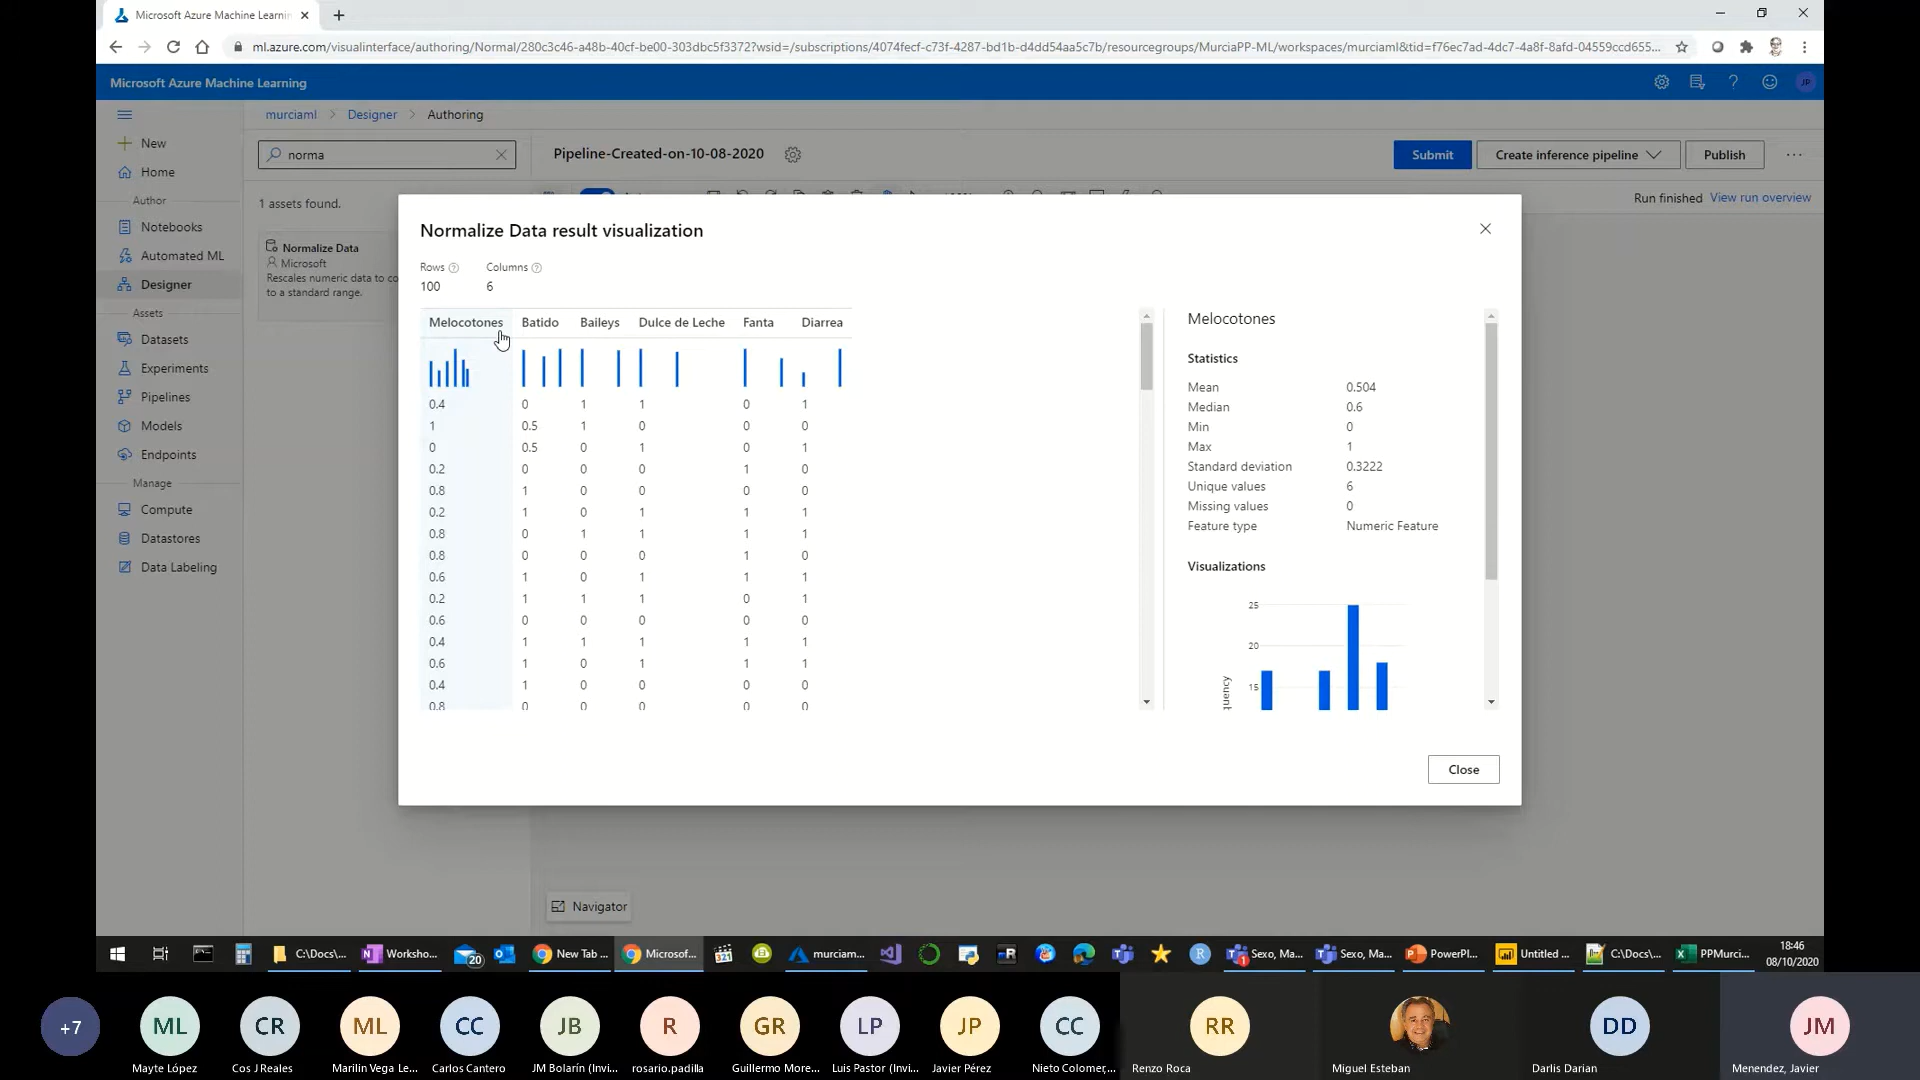 Microsoft Azure Machine Learnin
ml.azure.com/visualinterface/authoring/Normal/280c3c46-a48b-40cf-be00-303dbc5f3372?wsid=/subscriptions/4074fecf-c73f-4287-bd1b-d4dd54aa5c7b/resourcegroups/MurciaPP-ML/workspaces/murciaml&tid=f76ec7ad-4dc7-4a8f-8afd-04559ccd655...
Microsoft Azure Machine Learning
JP
New
Home
Author
Notebooks
Automated ML
Designer
Assets
Datasets
Experiments
Pipelines
Models
Endpoints
Manage
Compute
Datastores
Data Labeling
murciaml > Designer > Authoring
norma
Pipeline-Created-on-10-08-2020
Submit
Create inference pipeline
Publish
1 assets found.
Run finished View run overview
Normalize Data
Microsoft
Rescales numeric data to co
to a standard range.
Normalize Data result visualization
Rows Columns
100 6
Melocotones Batido Baileys Dulce de Leche Fanta Diarrea
0.4 0 1 1 0 1
1 0.5 1 0 0 0
0 0.5 0 1 0 1
0.2 0 0 0 1 0
0.8 1 0 0 0 0
0.2 1 0 1 1 1
0.8 0 1 1 1 1
0.8 0 0 0 1 0
0.6 1 0 1 1 1
0.2 1 1 1 0 1
0.6 0 0 0 0 0
0.4 1 1 1 1 1
0.6 1 0 1 1 1
0.4 1 0 0 0 0
0.8 0 0 0 0 0
Melocotones
Statistics
Mean 0.504
Median 0.6
Min 0
Max 1
Standard deviation 0.3222
Unique values 6
Missing values 0
Feature type Numeric Feature
Visualizations
25
20
15
quency
Close
Navigator
C:\Docs\...
Worksho...
20
New Tab ...
Microsof...
321
murciam...
R
R
1
Sexo, Ma...
Sexo, Ma...
PowerPl...
Untitled ...
C:\Docs\...
PPMurci...
18:46
08/10/2020
+7
ML
CR
ML
CC
JB
R
GR
LP
JP
CC
RR
DD
JM
Mayte López
Cos J Reales
Marilin Vega Le...
Carlos Cantero
JM Bolarín (Invi...
rosario.padilla
Guillermo More...
Luis Pastor (Invi...
Javier Pérez
Nieto Colomer,...
Renzo Roca
Miguel Esteban
Darlis Darian
Menendez, Javier